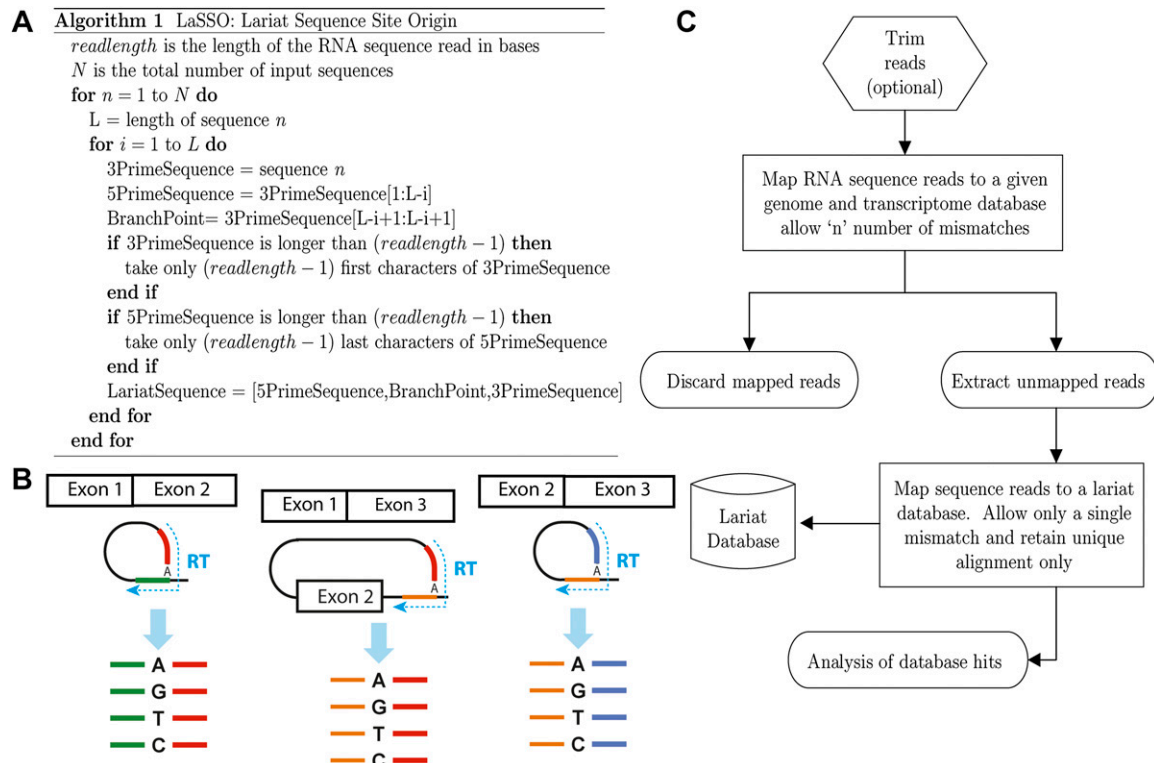 A
Algorithm 1 LaSSO: Lariat Sequence Site Origin
readlength is the length of the RNA sequence read in bases
N is the total number of input sequences
for n = 1 to N do
L = length of sequence n
for i = 1 to L do
3PrimeSequence = sequence n
5PrimeSequence = 3PrimeSequence[1:L-i]
BranchPoint= 3PrimeSequence[L-i+1:L-i+1]
if 3PrimeSequence is longer than (readlength − 1) then
take only (readlength − 1) first characters of 3PrimeSequence
end if
if 5PrimeSequence is longer than (readlength − 1) then
take only (readlength − 1) last characters of 5PrimeSequence
end if
LariatSequence = [5PrimeSequence,BranchPoint,3PrimeSequence]
end for
end for
B
Exon 1 Exon 2
A
RT
A
G
T
C
Exon 1 Exon 3
A
RT
Exon 2
A
G
T
C
Exon 2 Exon 3
A
RT
A
G
T
C
C
Trim
reads
(optional)
Map RNA sequence reads to a given
genome and transcriptome database
allow ‘n’ number of mismatches
Discard mapped reads
Extract unmapped reads
Map sequence reads to a lariat
database. Allow only a single
mismatch and retain unique
alignment only
Lariat
Database
Analysis of database hits